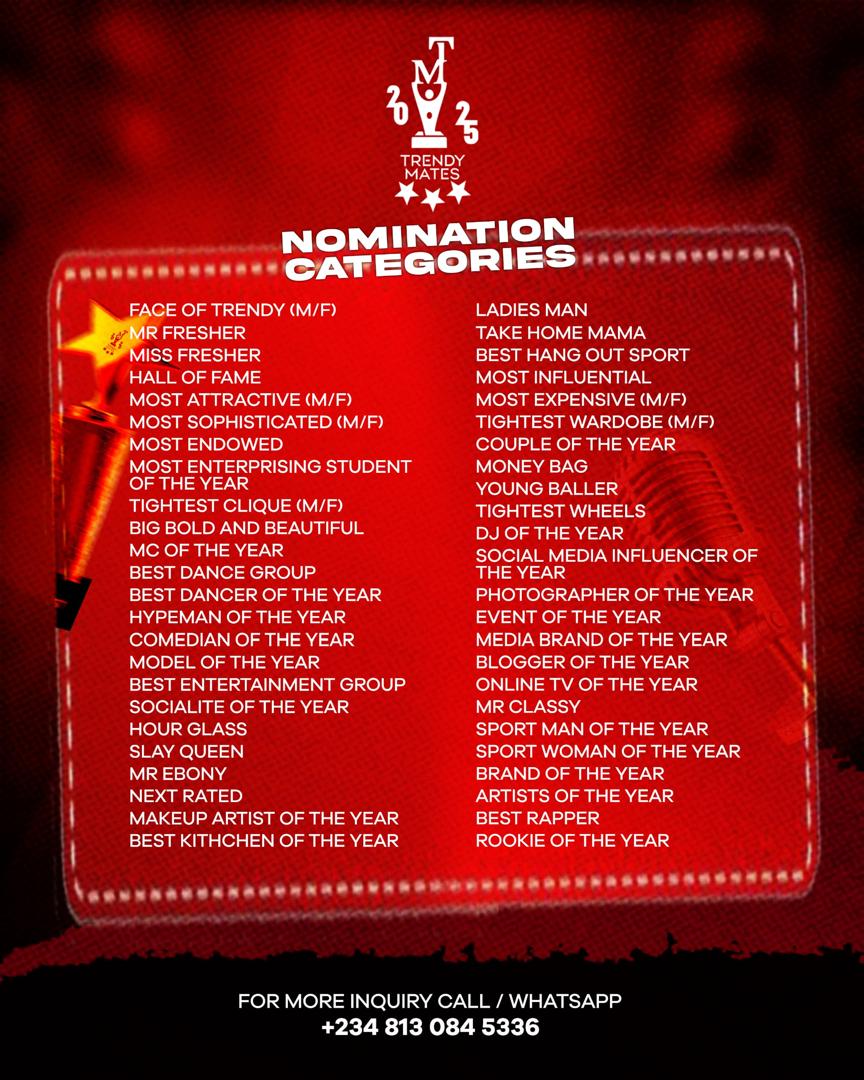 TM
2025
TRENDY
MATES
NOMINATION
CATEGORIES
FACE OF TRENDY (M/F)
MR FRESHER
MISS FRESHER
HALL OF FAME
MOST ATTRACTIVE (M/F)
MOST SOPHISTICATED (M/F)
MOST ENDOWED
MOST ENTERPRISING STUDENT
OF THE YEAR
TIGHTEST CLIQUE (M/F)
BIG BOLD AND BEAUTIFUL
MC OF THE YEAR
BEST DANCE GROUP
BEST DANCER OF THE YEAR
HYPEMAN OF THE YEAR
COMEDIAN OF THE YEAR
MODEL OF THE YEAR
BEST ENTERTAINMENT GROUP
SOCIALITE OF THE YEAR
HOUR GLASS
SLAY QUEEN
MR EBONY
NEXT RATED
MAKEUP ARTIST OF THE YEAR
BEST KITHCHEN OF THE YEAR
LADIES MAN
TAKE HOME MAMA
BEST HANG OUT SPORT
MOST INFLUENTIAL
MOST EXPENSIVE (M/F)
TIGHTEST WARDOBE (M/F)
COUPLE OF THE YEAR
MONEY BAG
YOUNG BALLER
TIGHTEST WHEELS
DJ OF THE YEAR
SOCIAL MEDIA INFLUENCER OF
THE YEAR
PHOTOGRAPHER OF THE YEAR
EVENT OF THE YEAR
MEDIA BRAND OF THE YEAR
BLOGGER OF THE YEAR
ONLINE TV OF THE YEAR
MR CLASSY
SPORT MAN OF THE YEAR
SPORT WOMAN OF THE YEAR
BRAND OF THE YEAR
ARTISTS OF THE YEAR
BEST RAPPER
ROOKIE OF THE YEAR
FOR MORE INQUIRY CALL / WHATSAPP
+234 813 084 5336